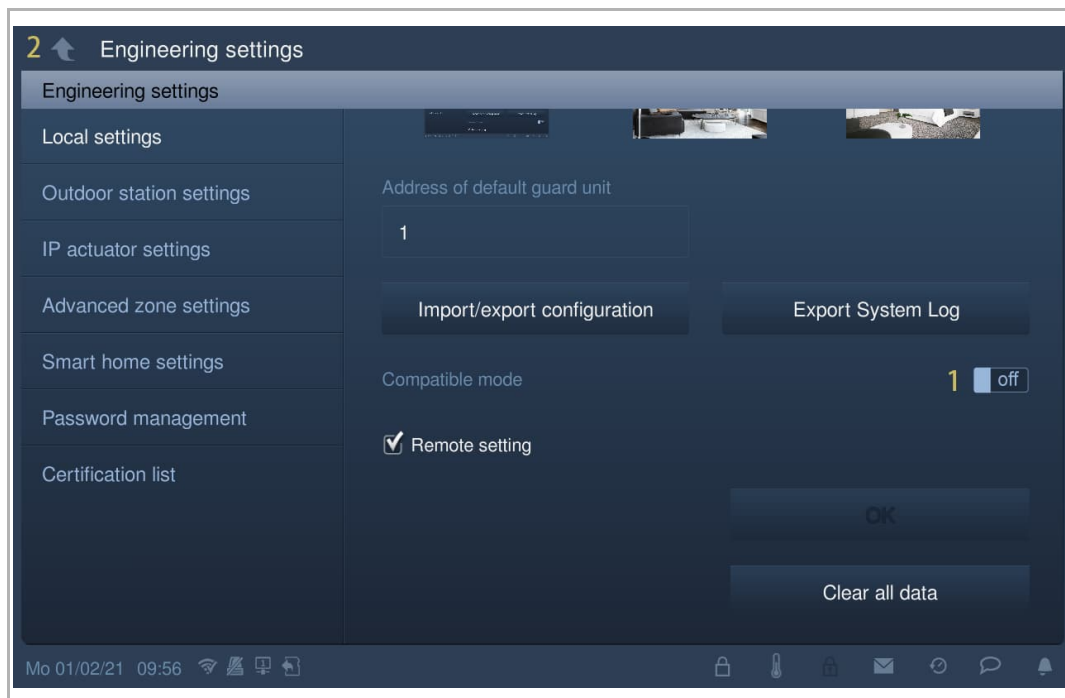 2 Engineering settings
Engineering settings
Local settings
Outdoor station settings
IP actuator settings
Advanced zone settings
Smart home settings
Password management
Certification list
Address of default guard unit
1
Import/export configuration
Export System Log
Compatible mode
1 off
Remote setting
OK
Clear all data
Mo 01/02/21 09:56